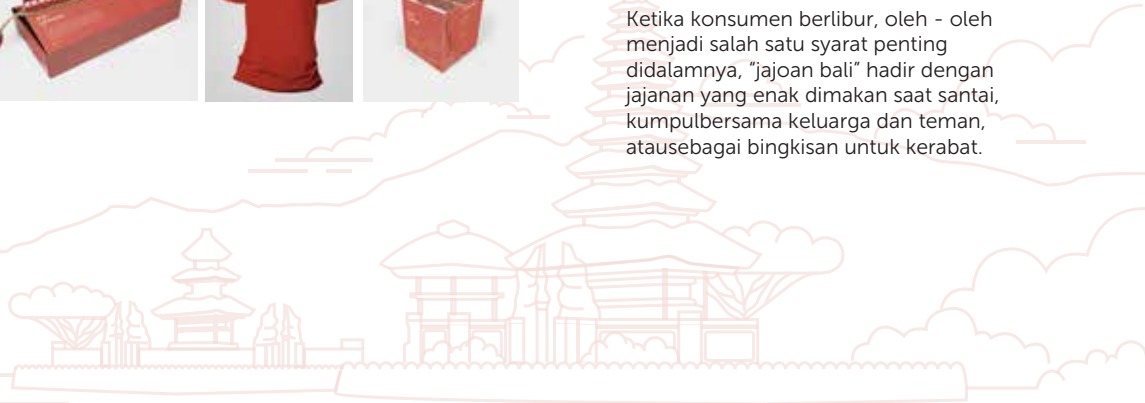 Ketika konsumen berlibur, oleh - oleh
menjadi salah satu syarat penting
didalamnya, "jajoan bali" hadir dengan
jajanan yang enak dimakan saat santai,
kumpulbersama keluarga dan teman,
atausebagai bingkisan untuk kerabat.